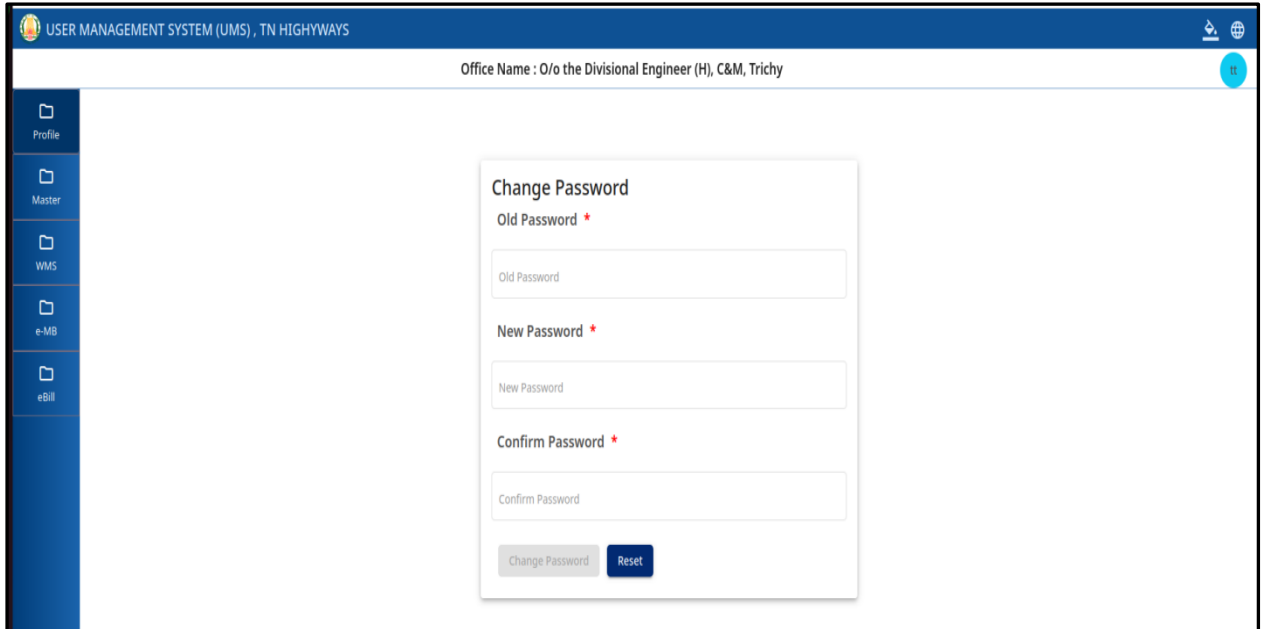 USER MANAGEMENT SYSTEM (UMS) , TN HIGHYWAYS
Office Name : O/o the Divisional Engineer (H), C&M, Trichy
tt
Profile
Master
WMS
e-MB
eBill
Change Password
Old Password *
Old Password
New Password *
New Password
Confirm Password *
Confirm Password
Change Password Reset